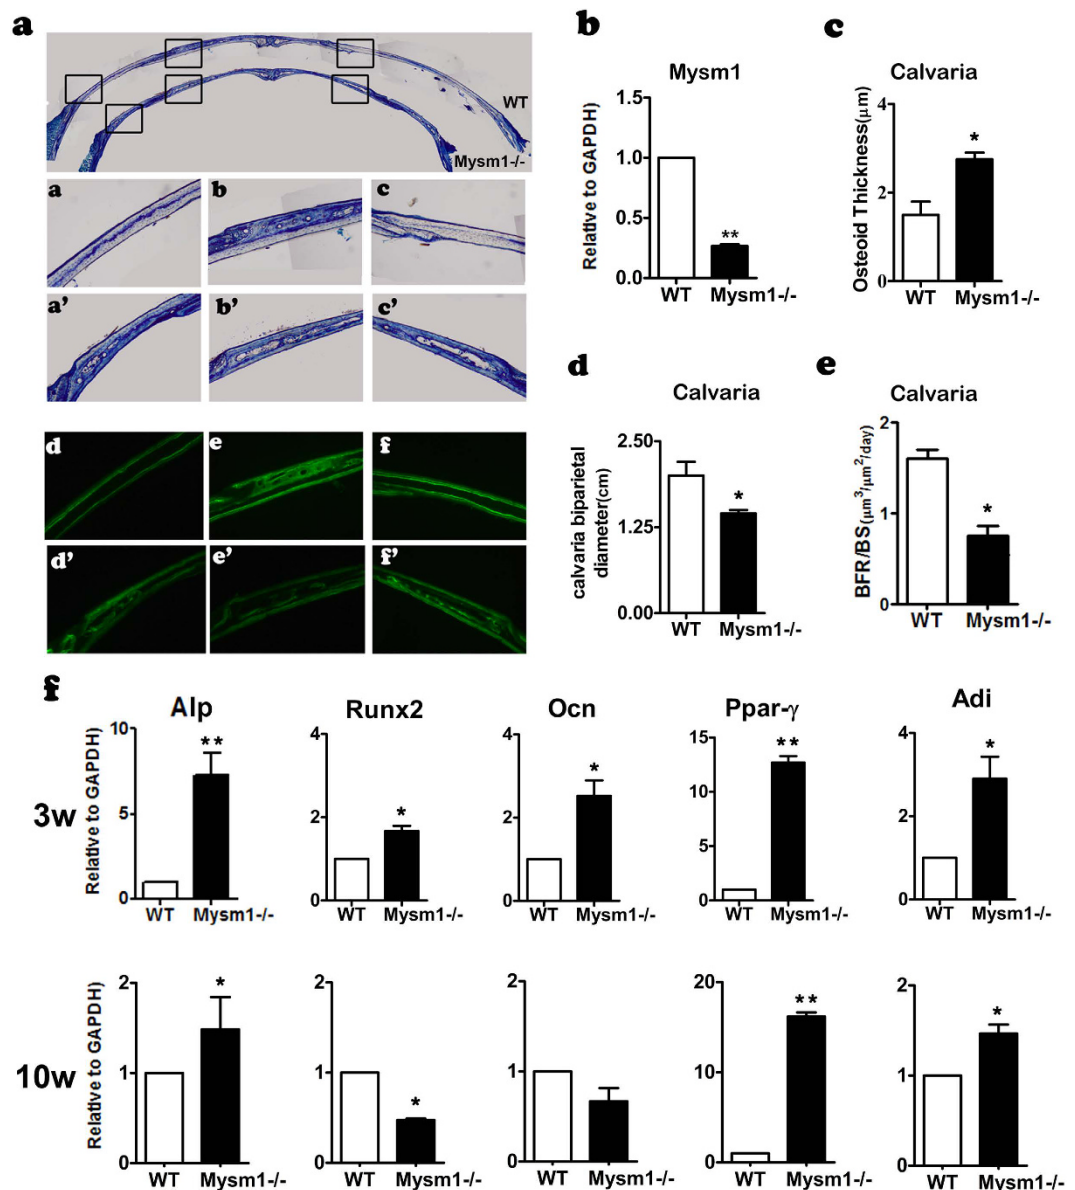 a
WT
Mysm1-/-
a
b
c
a'
b'
c'
d
e
f
d'
e'
f'
b
Mysm1
Relative to GAPDH)
1.5
1.0
0.5
0.0
**
WT
Mysm1-/-
c
Calvaria
Osteoid Thickness(μm)
4
2
0
*
WT
Mysm1-/-
d
Calvaria
calvaria biparietal
diameter(cm)
2.50
1.25
0.00
*
WT
Mysm1-/-
e
Calvaria
BFR/BS(μm³/μm²/day)
2
1
0
*
WT
Mysm1-/-
f
3w
Alp
Relative to GAPDH)
10
5
0
**
WT
Mysm1-/-
Runx2
4
2
0
*
WT
Mysm1-/-
Ocn
4
2
0
*
WT
Mysm1-/-
Ppar-γ
15
10
5
0
**
WT
Mysm1-/-
Adi
4
2
0
*
WT
Mysm1-/-
10w
Relative to GAPDH)
2
1
0
*
WT
Mysm1-/-
2
1
0
*
WT
Mysm1-/-
2
1
0
WT
Mysm1-/-
20
10
0
**
WT
Mysm1-/-
2
1
0
*
WT
Mysm1-/-